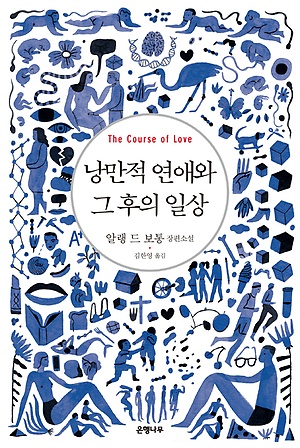 The Course of Love
낭만적 연애와
그 후의 일상
알랭 드 보통 장편소설
김한영 옮김
A+
은행나무